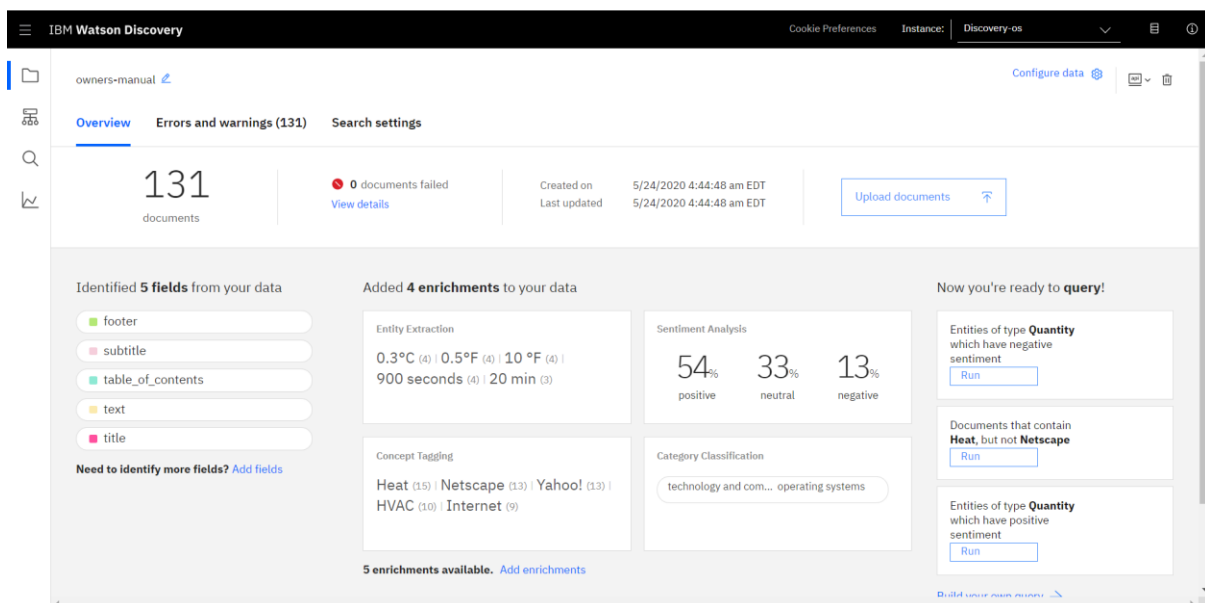 IBM Watson Discovery
Cookie Preferences
Instance:
Discovery-os
owners-manual
Configure data
Overview
Errors and warnings (131)
Search settings
131
documents
0 documents failed
View details
Created on 5/24/2020 4:44:48 am EDT
Last updated 5/24/2020 4:44:48 am EDT
Upload documents
Identified 5 fields from your data
footer
subtitle
table_of_contents
text
title
Need to identify more fields? Add fields
Added 4 enrichments to your data
Entity Extraction
0.3°C (4) | 0.5°F (4) | 10 °F (4) |
900 seconds (4) | 20 min (3)
Sentiment Analysis
54% 33% 13%
positive neutral negative
Concept Tagging
Heat (15) | Netscape (13) | Yahoo! (13) |
HVAC (10) | Internet (9)
Category Classification
technology and com... operating systems
5 enrichments available. Add enrichments
Now you're ready to query!
Entities of type Quantity
which have negative
sentiment
Run
Documents that contain
Heat, but not Netscape
Run
Entities of type Quantity
which have positive
sentiment
Run
Build your own query